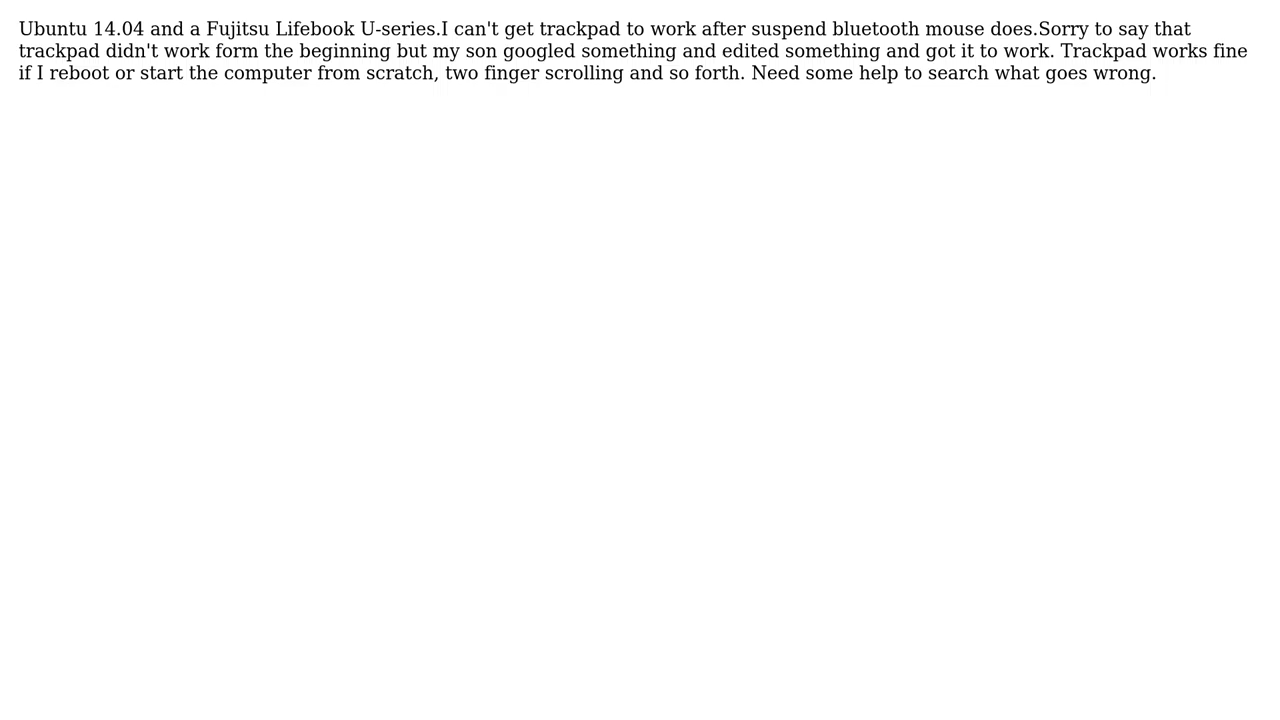 Ubuntu 14.04 and a Fujitsu Lifebook U-series.I can't get trackpad to work after suspend bluetooth mouse does.Sorry to say that
trackpad didn't work form the beginning but my son googled something and edited something and got it to work. Trackpad works fine
if I reboot or start the computer from scratch, two finger scrolling and so forth. Need some help to search what goes wrong.